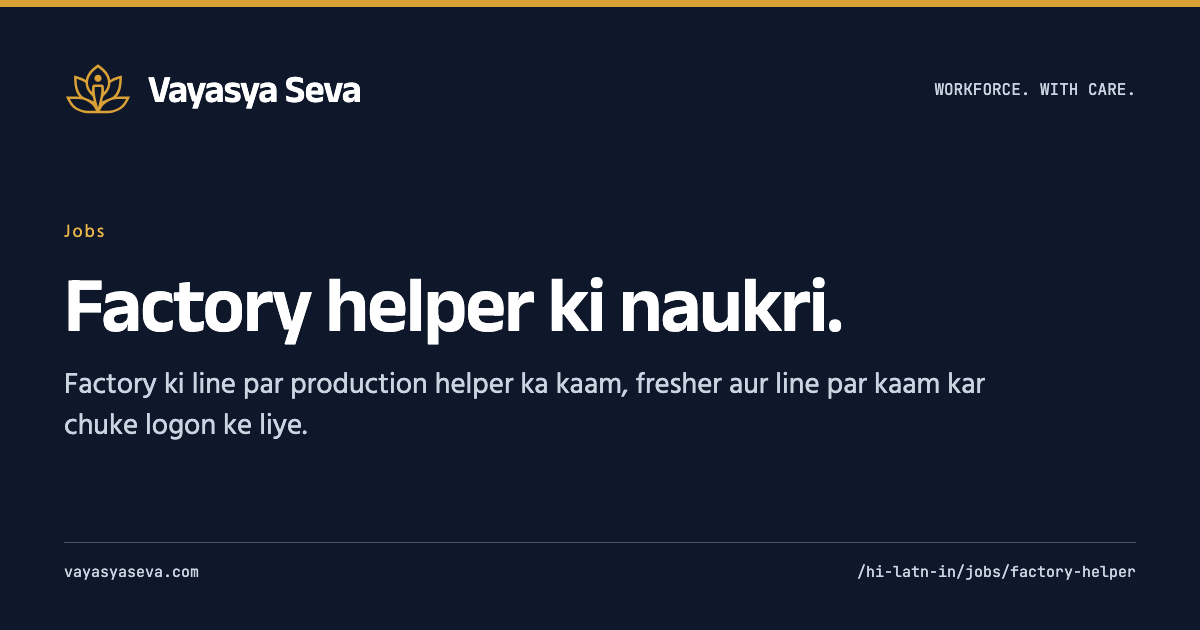 Vayasya Seva
WORKFORCE. WITH CARE.
Jobs
Factory helper ki naukri.
Factory ki line par production helper ka kaam, fresher aur line par kaam kar
chuke logon ke liye.
vayasyaseva.com
/hi-latn-in/jobs/factory-helper